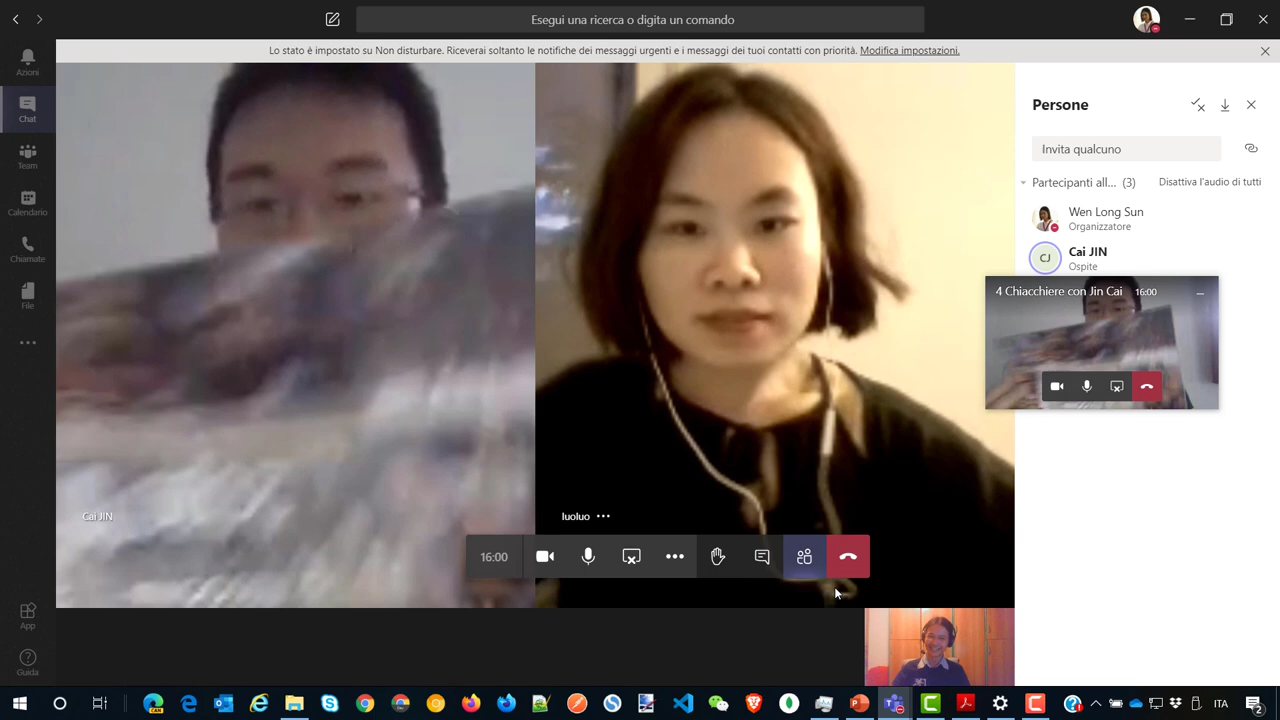 Esegui una ricerca o digita un comando
Lo stato è impostato su Non disturbare. Riceverai soltanto le notifiche dei messaggi urgenti e i messaggi dei tuoi contatti con priorità. Modifica impostazioni.
Azioni
Chat
Team
Calendario
Chiamate
File
App
Guida
Cai JIN
luoluo
16:00
Persone
Invita qualcuno
Partecipanti all... (3) Disattiva l'audio di tutti
Wen Long Sun
Organizzatore
CJ
Cai JIN
Ospite
4 Chiacchiere con Jin Cai 16:00
CAN
ITA
2